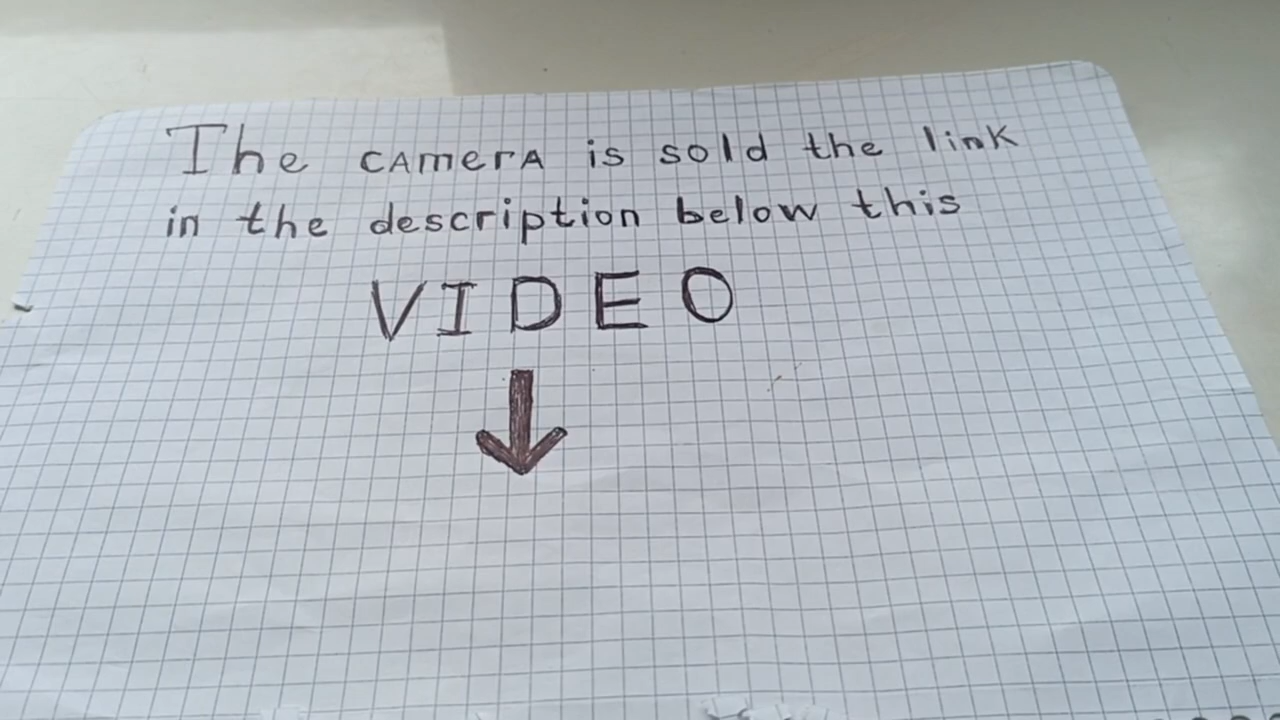 The cAmerA is sold the link
in the description below this
VIDEO